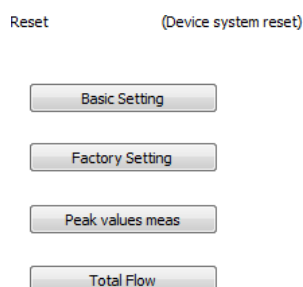 Reset (Device system reset)
Basic Setting
Factory Setting
Peak values meas
Total Flow